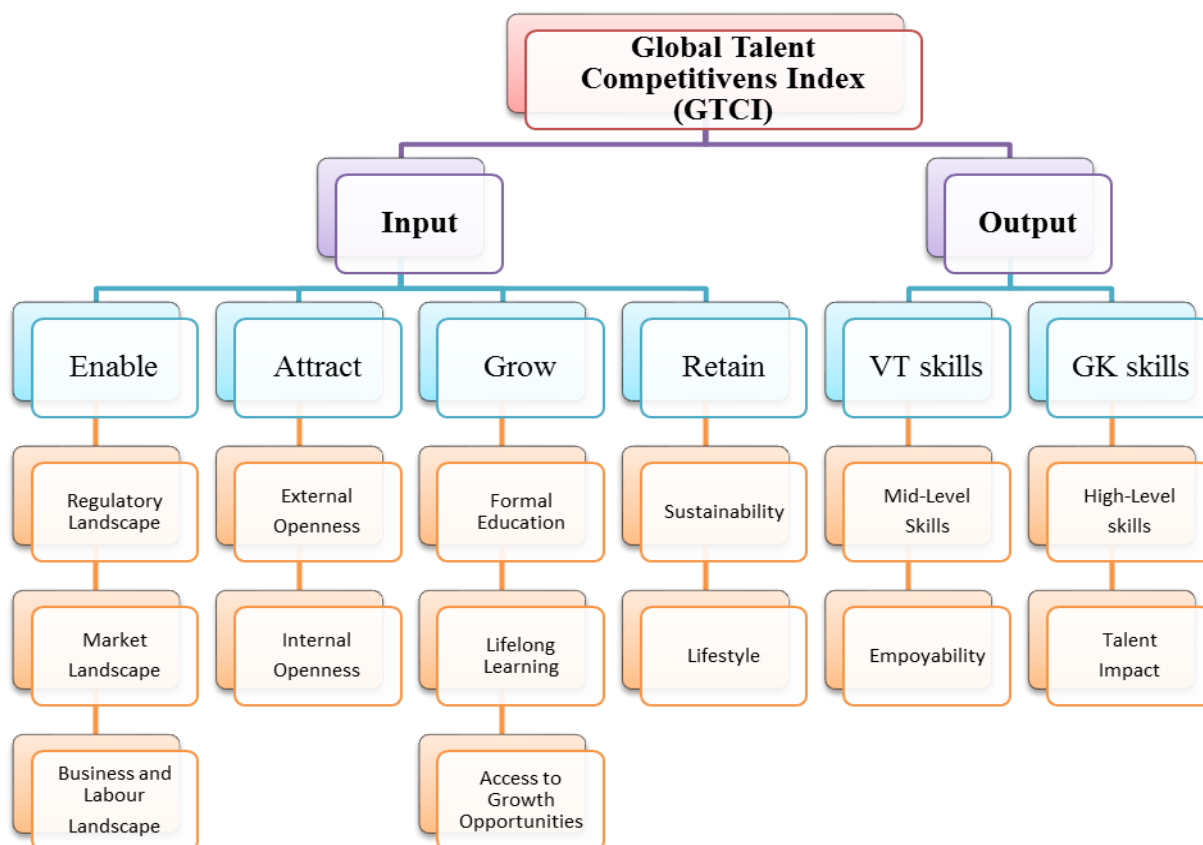 Global Talent
Competitivens Index
(GTCI)
Input
Output
Enable
Attract
Grow
Retain
VT skills
GK skills
Regulatory
Landscape
External
Openness
Formal
Education
Sustainability
Mid-Level
Skills
High-Level
skills
Market
Landscape
Internal
Openness
Lifelong
Learning
Lifestyle
Empoyability
Talent
Impact
Business and
Labour
Landscape
Access to
Growth
Opportunities